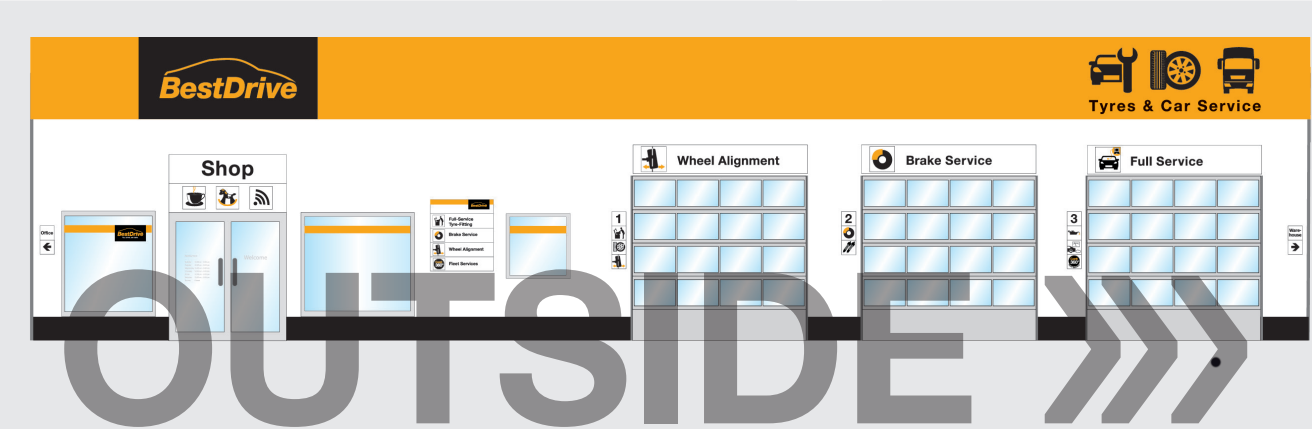 BestDrive
Tyres & Car Service
Shop
Wheel Alignment
Brake Service
Full Service
Office
BestDrive
BestDrive
Full-Service
Tyre-Fitting
Brake Service
Wheel Alignment
Fleet Services
1
2
3
Ware-
house
OUTSIDE